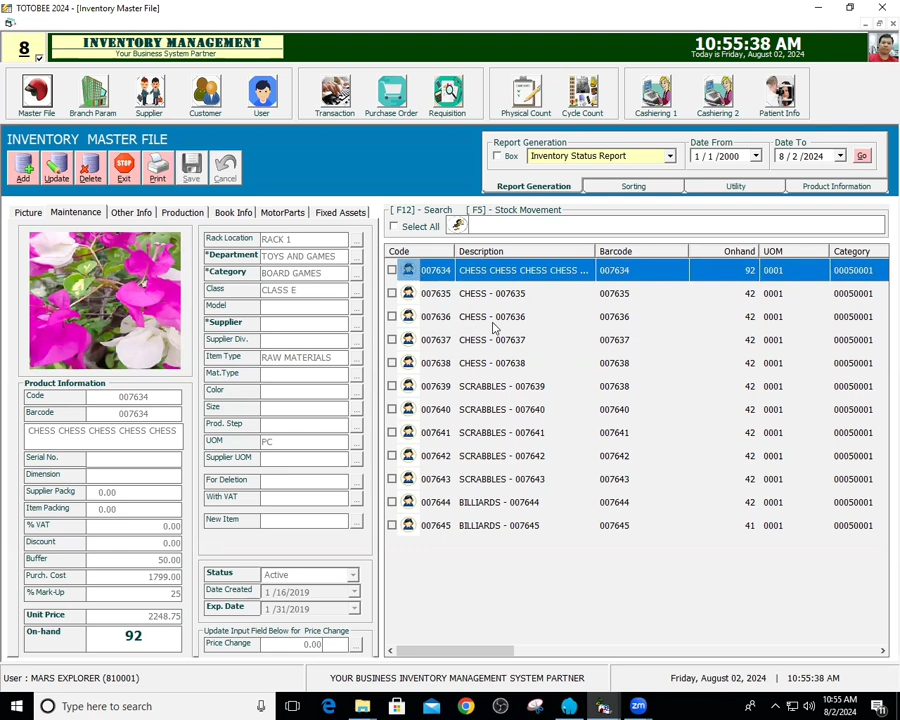 TOTOBEE 2024 - [Inventory Master File]
8
INVENTORY MANAGEMENT
Your Business System Partner
10:55:38 AM
Today is Friday, August 02, 2024
Master File
Branch Param
Supplier
Customer
User
Transaction
Purchase Order
Requisition
Physical Count
Cycle Count
Cashiering 1
Cashiering 2
Patient Info
INVENTORY MASTER FILE
Add
Update
Delete
STOP
Exit
Print
Save
Cancel
Report Generation
Box
Inventory Status Report
Date From
1 / 1 /2000
Date To
8 / 2 /2024
Go
Report Generation
Sorting
Utility
Product Information
Picture
Maintenance
Other Info
Production
Book Info
MotorParts
Fixed Assets
[ F12] - Search [ F5] - Stock Movement
Select All
Product Information
Code 007634
Barcode 007634
CHESS CHESS CHESS CHESS CHESS
Serial No.
Dimension
Supplier Packg 0.00
Item Packing 0.00
% VAT 0.00
Discount 0.00
Buffer 50.00
Purch. Cost 1799.00
% Mark-Up 25
Unit Price 2248.75
On-hand 92
Rack Location RACK 1 ...
*Department TOYS AND GAMES ...
*Category BOARD GAMES ...
Class CLASS E ...
Model ...
*Supplier ...
Supplier Div. ...
Item Type RAW MATERIALS ...
Mat.Type ...
Color ...
Size ...
Prod. Step ...
UOM PC ...
Supplier UOM ...
For Deletion ...
With VAT ...
New Item ...
Status Active
Date Created 1 /16/2019
Exp. Date 1 /31/2019
Update Input Field Below for Price Change
Price Change 0.00 ...
Code Description Barcode Onhand UOM Category
007634 CHESS CHESS CHESS CHESS ... 007634 92 0001 00050001
007635 CHESS - 007635 007635 42 0001 00050001
007636 CHESS - 007636 007636 42 0001 00050001
007637 CHESS - 007637 007637 42 0001 00050001
007638 CHESS - 007638 007638 42 0001 00050001
007639 SCRABBLES - 007639 007638 42 0001 00050001
007640 SCRABBLES - 007640 007640 42 0001 00050001
007641 SCRABBLES - 007641 007641 42 0001 00050001
007642 SCRABBLES - 007642 007642 42 0001 00050001
007643 SCRABBLES - 007643 007643 42 0001 00050001
007644 BILLIARDS - 007644 007644 42 0001 00050001
007645 BILLIARDS - 007645 007645 41 0001 00050001
User : MARS EXPLORER (810001)
YOUR BUSINESS INVENTORY MANAGEMENT SYSTEM PARTNER
Friday, August 02, 2024 | 10:55:38 AM
Type here to search
zm
10:55 AM
8/2/2024